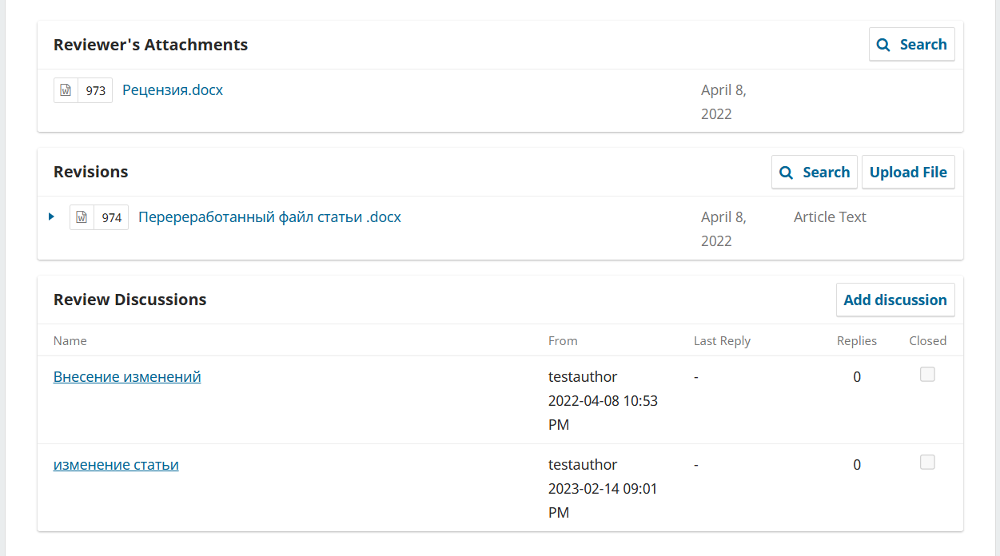 Reviewer's Attachments
Search
W 973 Рецензия.docx
April 8,
2022
Revisions
Search Upload File
W 974 Перереработанный файл статьи .docx
April 8,
2022
Article Text
Review Discussions
Add discussion
Name From Last Reply Replies Closed
Внесение изменений
testauthor
2022-04-08 10:53
PM
-
0
изменение статьи
testauthor
2023-02-14 09:01
PM
-
0